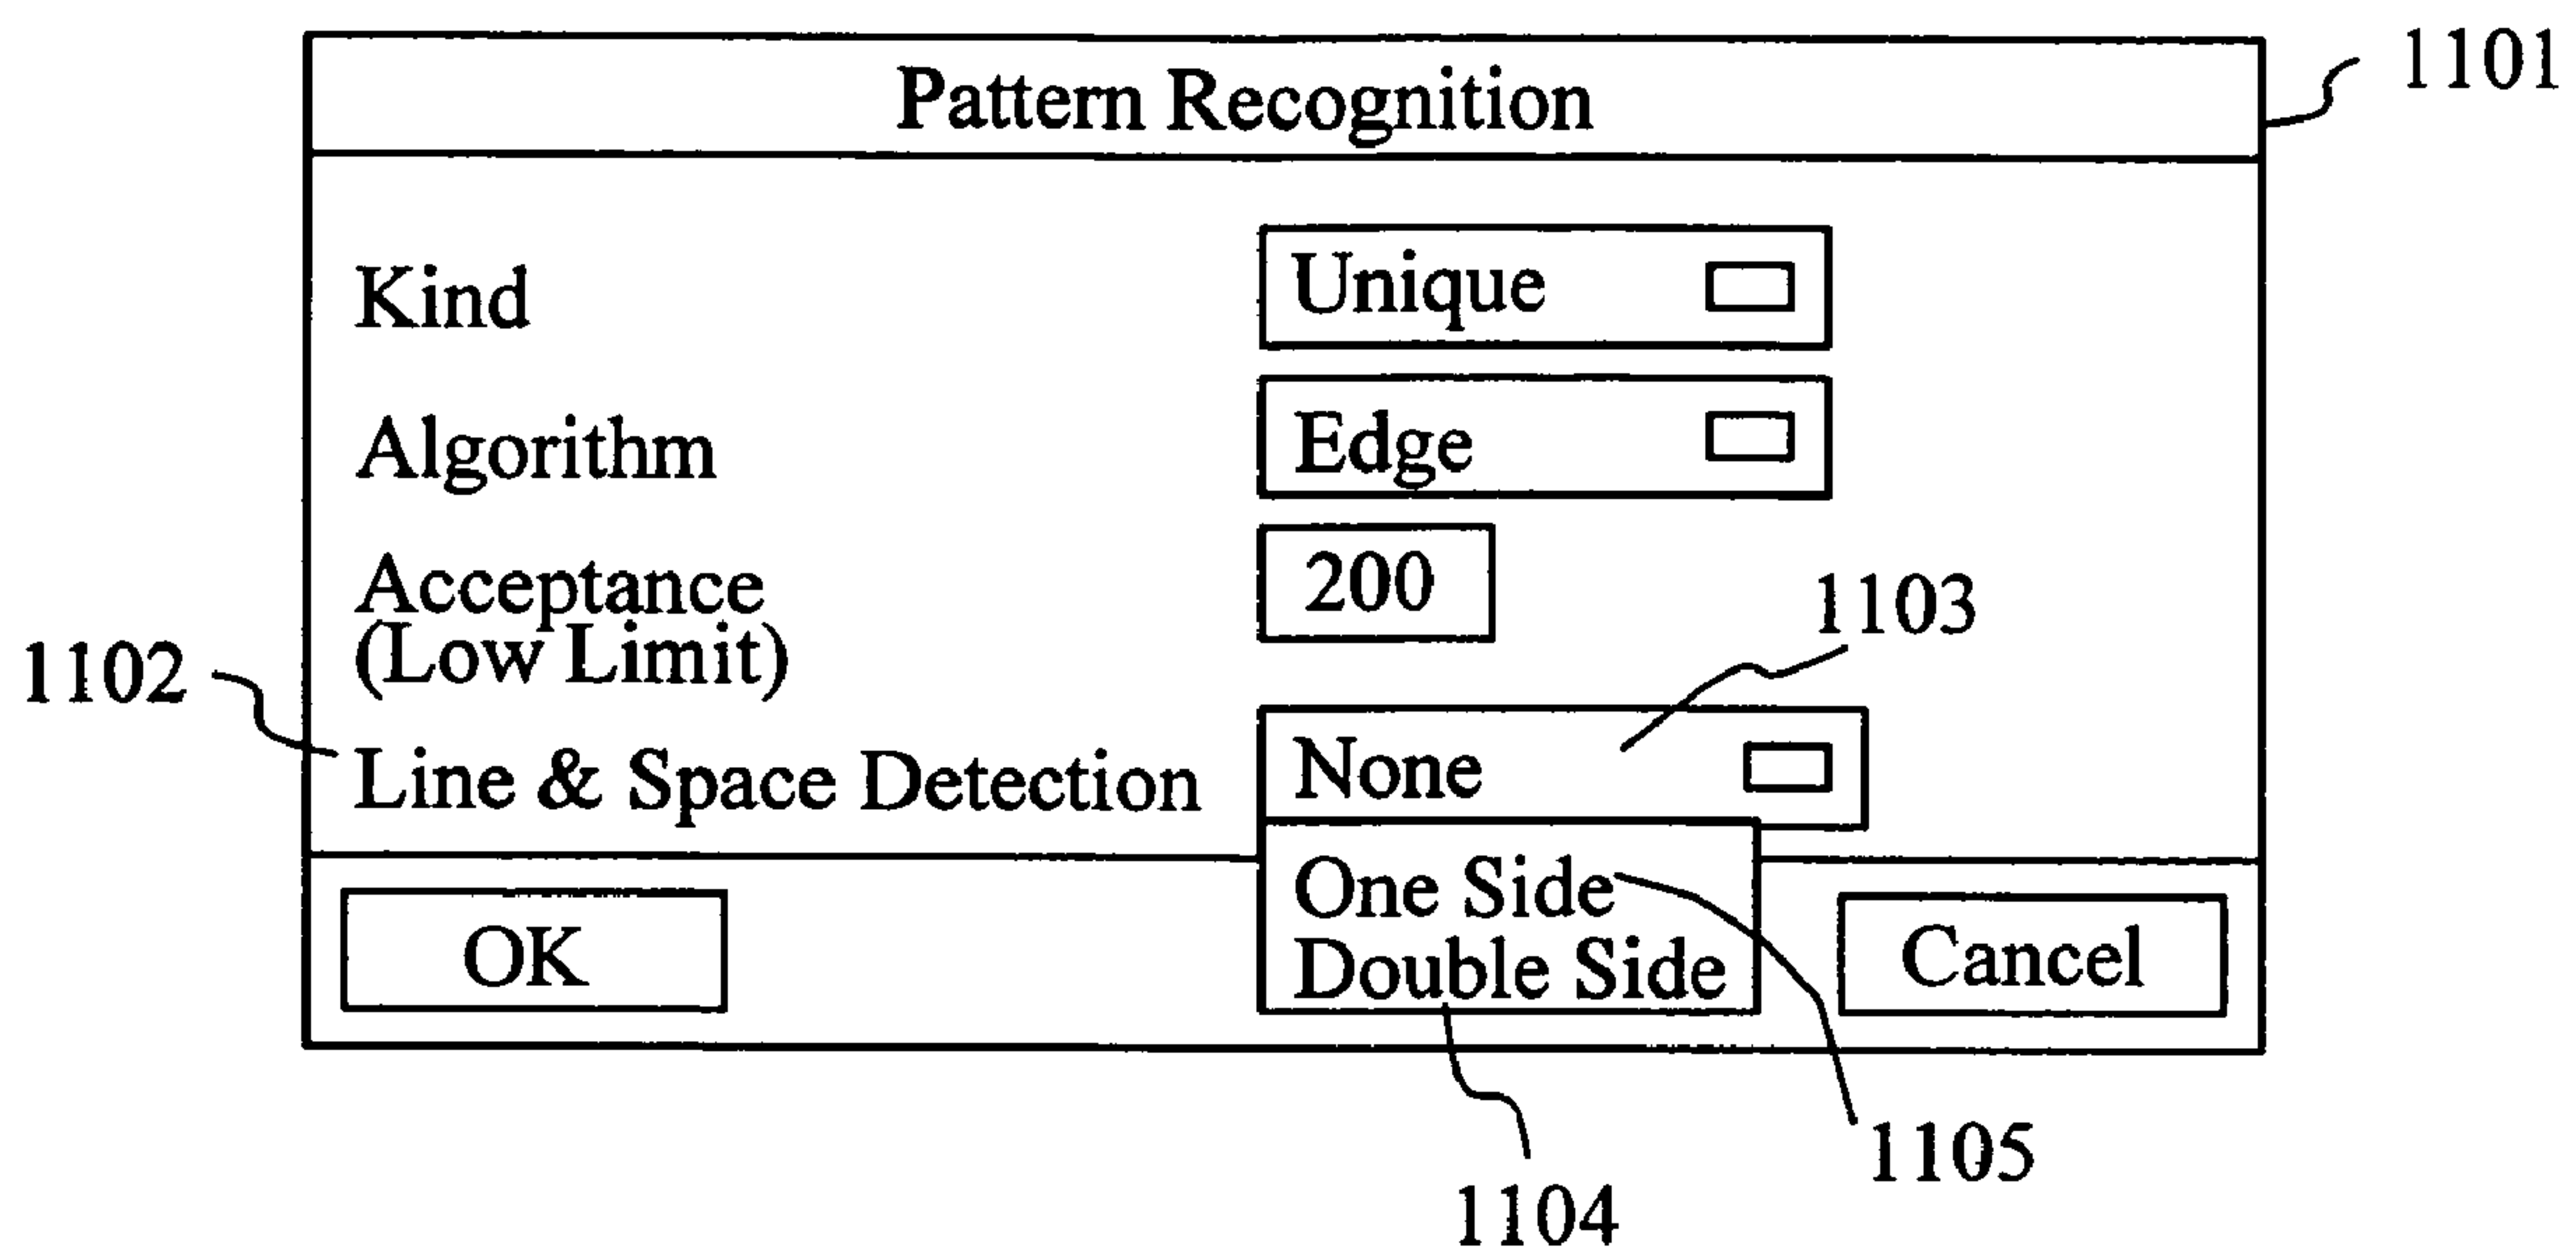 1101
Pattern Recognition
Kind
Unique
Algorithm
Edge
Acceptance
(Low Limit)
200
1103
1102
Line & Space Detection
None
One Side
Double Side
OK
Cancel
1105
1104